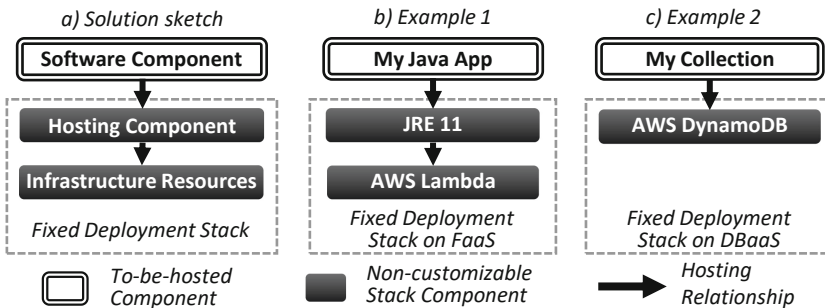 a) Solution sketch
Software Component
Hosting Component
Infrastructure Resources
Fixed Deployment Stack
b) Example 1
My Java App
JRE 11
AWS Lambda
Fixed Deployment
Stack on FaaS
c) Example 2
My Collection
AWS DynamoDB
Fixed Deployment
Stack on DBaaS
To-be-hosted
Component
Non-customizable
Stack Component
Hosting
Relationship